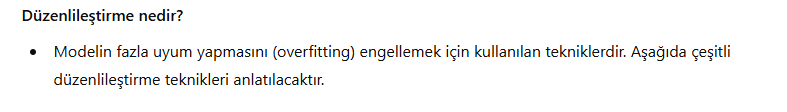 Düzenlileştirme nedir?
• Modelin fazla uyum yapmasını (overfitting) engellemek için kullanılan tekniklerdir. Aşağıda çeşitli
düzenlileştirme teknikleri anlatılacaktır.